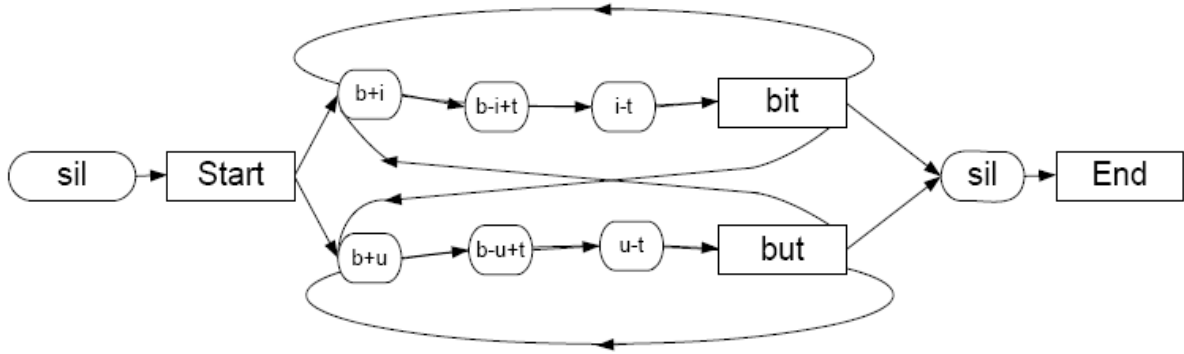 b+i
b-i+t
i-t
bit
sil
Start
sil
End
b+u
b-u+t
u-t
but